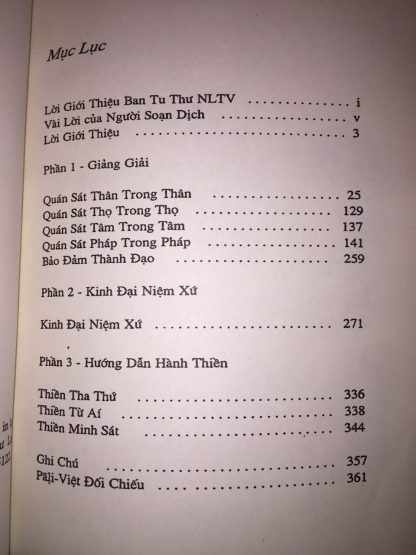 Mục Lục
Lời Giới Thiệu Ban Tu Thư NLTV .............. i
Vài Lời của Người Soạn Dịch .................. v
Lời Giới Thiệu ........................... 3
Phần 1 - Giảng Giải
Quán Sát Thân Trong Thân ................. 25
Quán Sát Thọ Trong Thọ ................. 129
Quán Sát Tâm Trong Tâm ................. 137
Quán Sát Pháp Trong Pháp ................. 141
Bảo Đảm Thành Đạo .................... 259
Phần 2 - Kinh Đại Niệm Xứ
Kinh Đại Niệm Xứ ....................... 271
Phần 3 - Hướng Dẫn Hành Thiền
Thiền Tha Thứ .......................... 336
Thiền Từ Aí ........................... 338
Thiền Minh Sát ......................... 344
Ghi Chú ........................... 357
Pāḷi-Việt Đối Chiếu ....................... 361